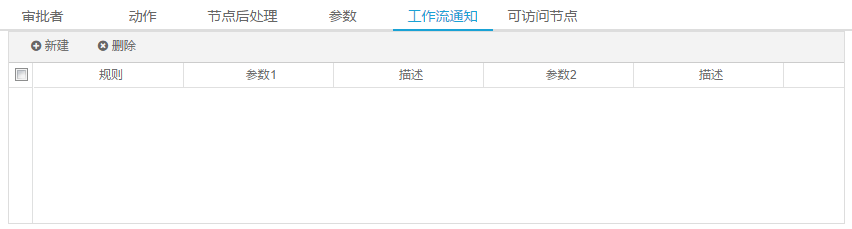 审批者 动作 节点后处理 参数 工作流通知 可访问节点
新建 删除
规则 参数1 描述 参数2 描述